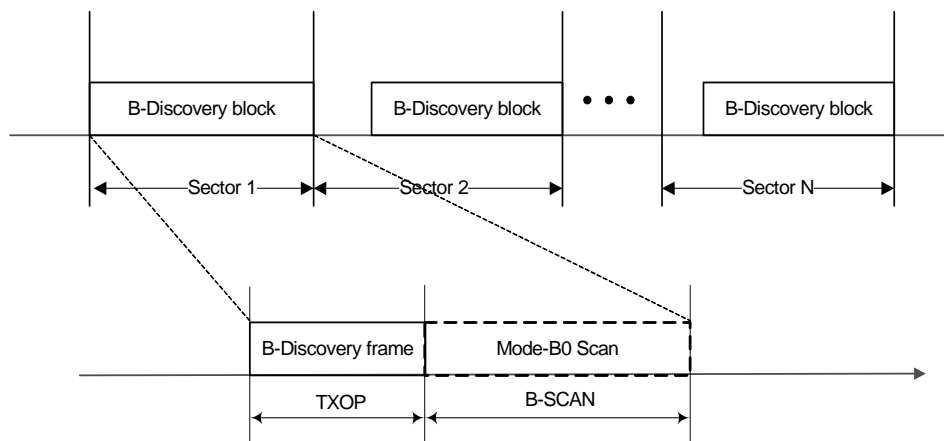 B-Discovery block
B-Discovery block
B-Discovery block
Sector 1
Sector 2
Sector N
B-Discovery frame
Mode-B0 Scan
TXOP
B-SCAN